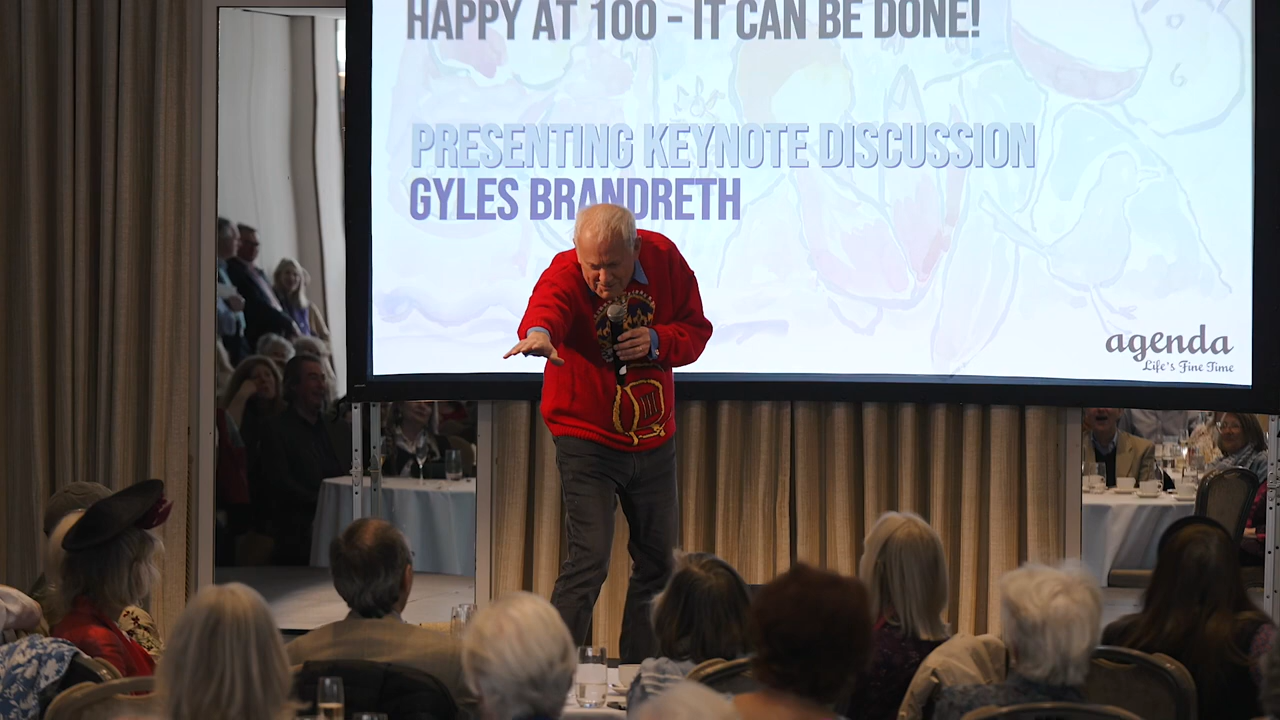 HAPPY AT 100 - IT CAN BE DONE!
PRESENTING KEYNOTE DISCUSSION
GYLES BRANDRETH
agenda
Life's Fine Time